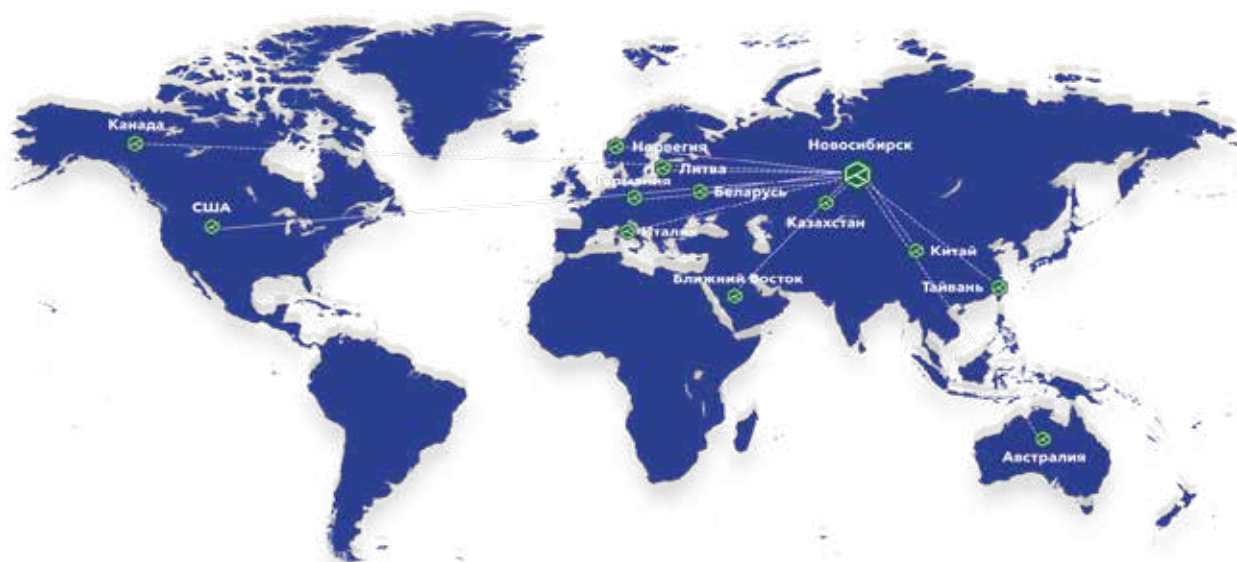 Канада
Норвегия
Новосибирск
Литва
Германия
Беларусь
США
Казахстан
Италия
Китай
Ближний Восток
Тайвань
Австралия